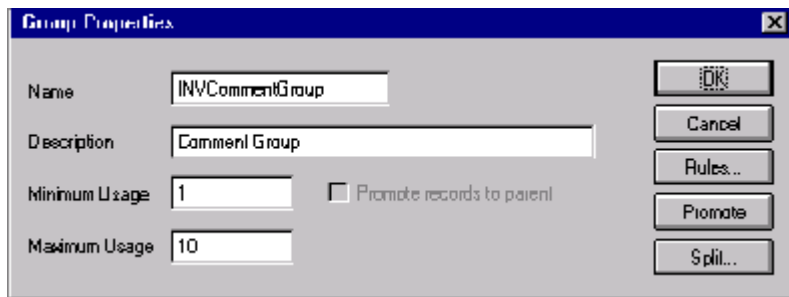 Group Properties
Name INVCommentGroup
Description Comment Group
Minimum Usage 1 Promote records to parent
Maximum Usage 10
OK
Cancel
Rules...
Promote
Split...